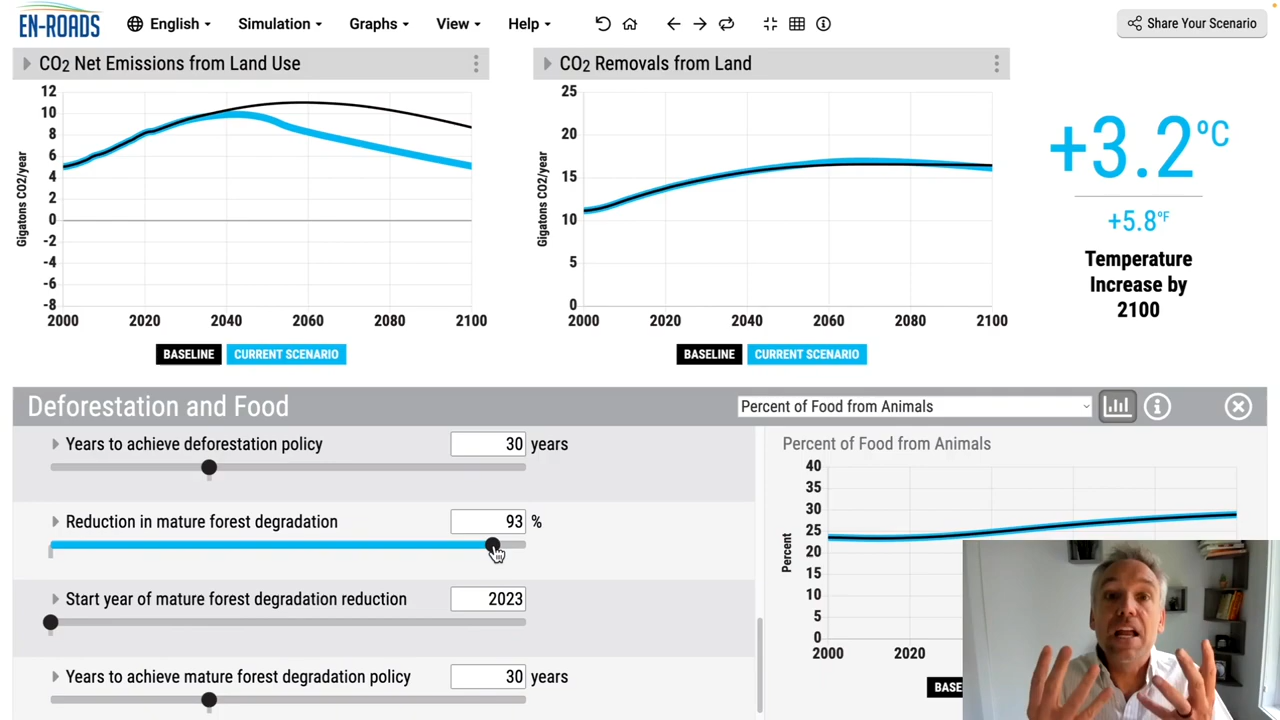 EN-ROADS
English
Simulation
Graphs
View
Help
Share Your Scenario
CO2 Net Emissions from Land Use
12
10
8
6
4
2
0
-2
-4
-6
-8
Gigatons CO2/year
2000 2020 2040 2060 2080 2100
BASELINE CURRENT SCENARIO
CO2 Removals from Land
25
20
15
10
5
0
Gigatons CO2/year
2000 2020 2040 2060 2080 2100
BASELINE CURRENT SCENARIO
+3.2°C
+5.8°F
Temperature
Increase by
2100
Deforestation and Food
Percent of Food from Animals
Years to achieve deforestation policy 30 years
Reduction in mature forest degradation 93 %
Start year of mature forest degradation reduction 2023
Years to achieve mature forest degradation policy 30 years
Percent of Food from Animals
40
35
30
25
20
15
10
5
0
Percent
2000 2020
BASE